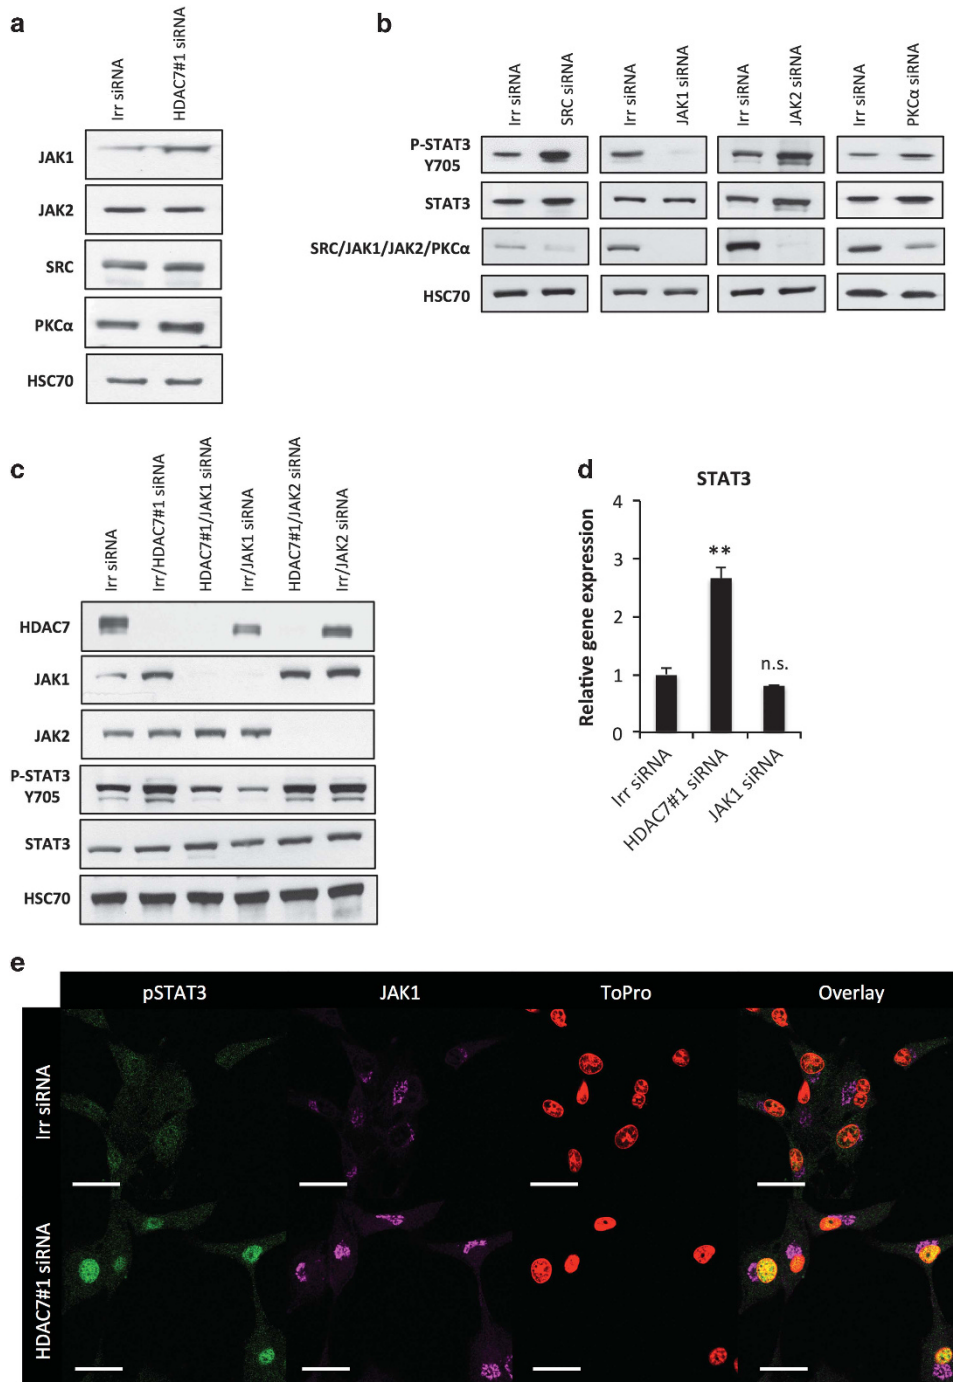 a
Irr siRNA
HDAC7#1 siRNA
JAK1
JAK2
SRC
PKCα
HSC70
b
Irr siRNA
SRC siRNA
Irr siRNA
JAK1 siRNA
Irr siRNA
JAK2 siRNA
Irr siRNA
PKCα siRNA
P-STAT3
Y705
STAT3
SRC/JAK1/JAK2/PKCα
HSC70
c
Irr siRNA
Irr/HDAC7#1 siRNA
HDAC7#1/JAK1 siRNA
Irr/JAK1 siRNA
HDAC7#1/JAK2 siRNA
Irr/JAK2 siRNA
HDAC7
JAK1
JAK2
P-STAT3
Y705
STAT3
HSC70
d
STAT3
Relative gene expression
4
3
2
1
0
**
n.s.
Irr siRNA
HDAC7#1 siRNA
JAK1 siRNA
e
pSTAT3
JAK1
ToPro
Overlay
Irr siRNA
HDAC7#1 siRNA